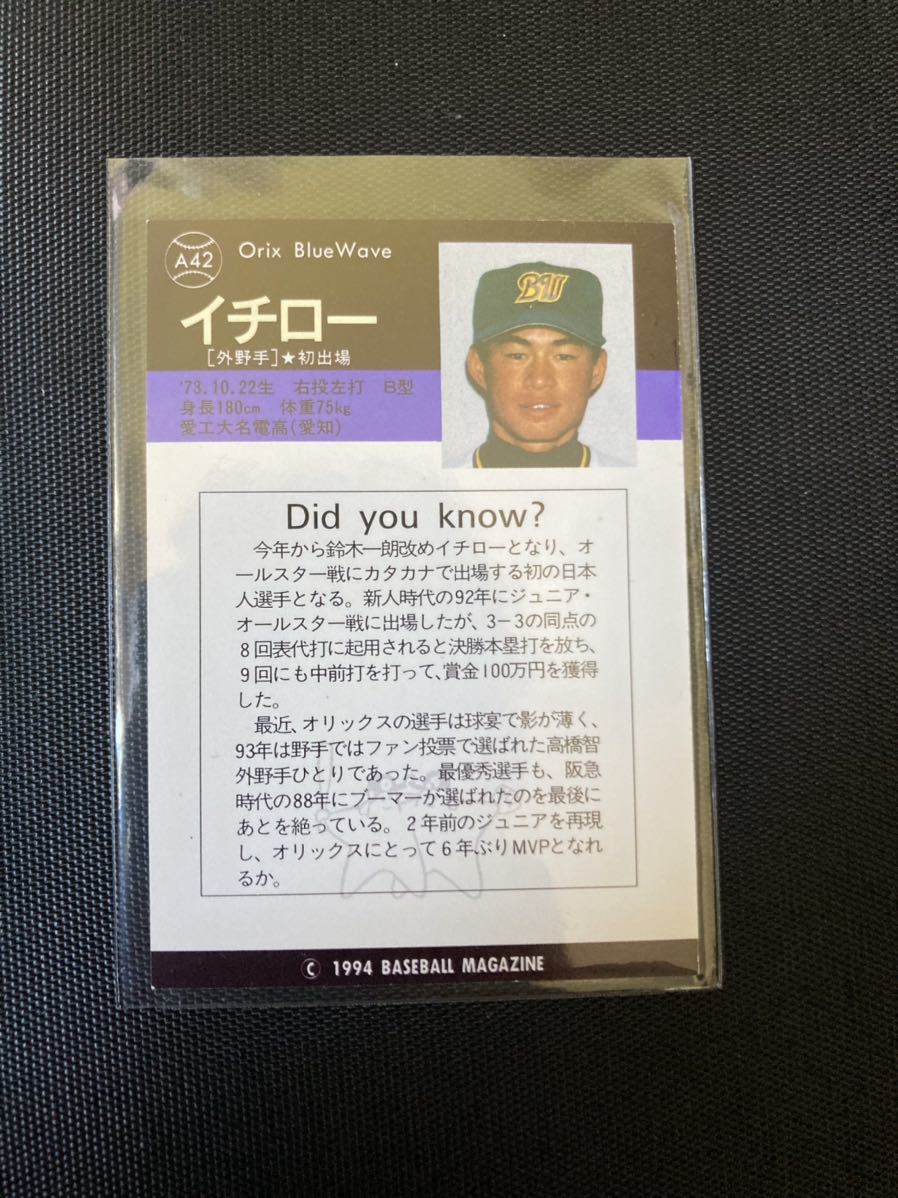 A42
Orix BlueWave
BW
イチロー
[外野手]★初出場
'73.10.22生　右投左打　B型
身長180cm　体重75kg
愛工大名電高(愛知)
Did you know?
今年から鈴木一朗改めイチローとなり、オ
ールスター戦にカタカナで出場する初の日本
人選手となる。新人時代の92年にジュニア・
オールスター戦に出場したが、3−3の同点の
8回表代打に起用されると決勝本塁打を放ち、
9回にも中前打を打って、賞金100万円を獲得
した。
最近、オリックスの選手は球宴で影が薄く、
93年は野手ではファン投票で選ばれた高橋智
外野手ひとりであった。最優秀選手も、阪急
時代の88年にブーマーが選ばれたのを最後に
あとを絶っている。2年前のジュニアを再現
し、オリックスにとって6年ぶりMVPとなれ
るか。
© 1994 BASEBALL MAGAZINE